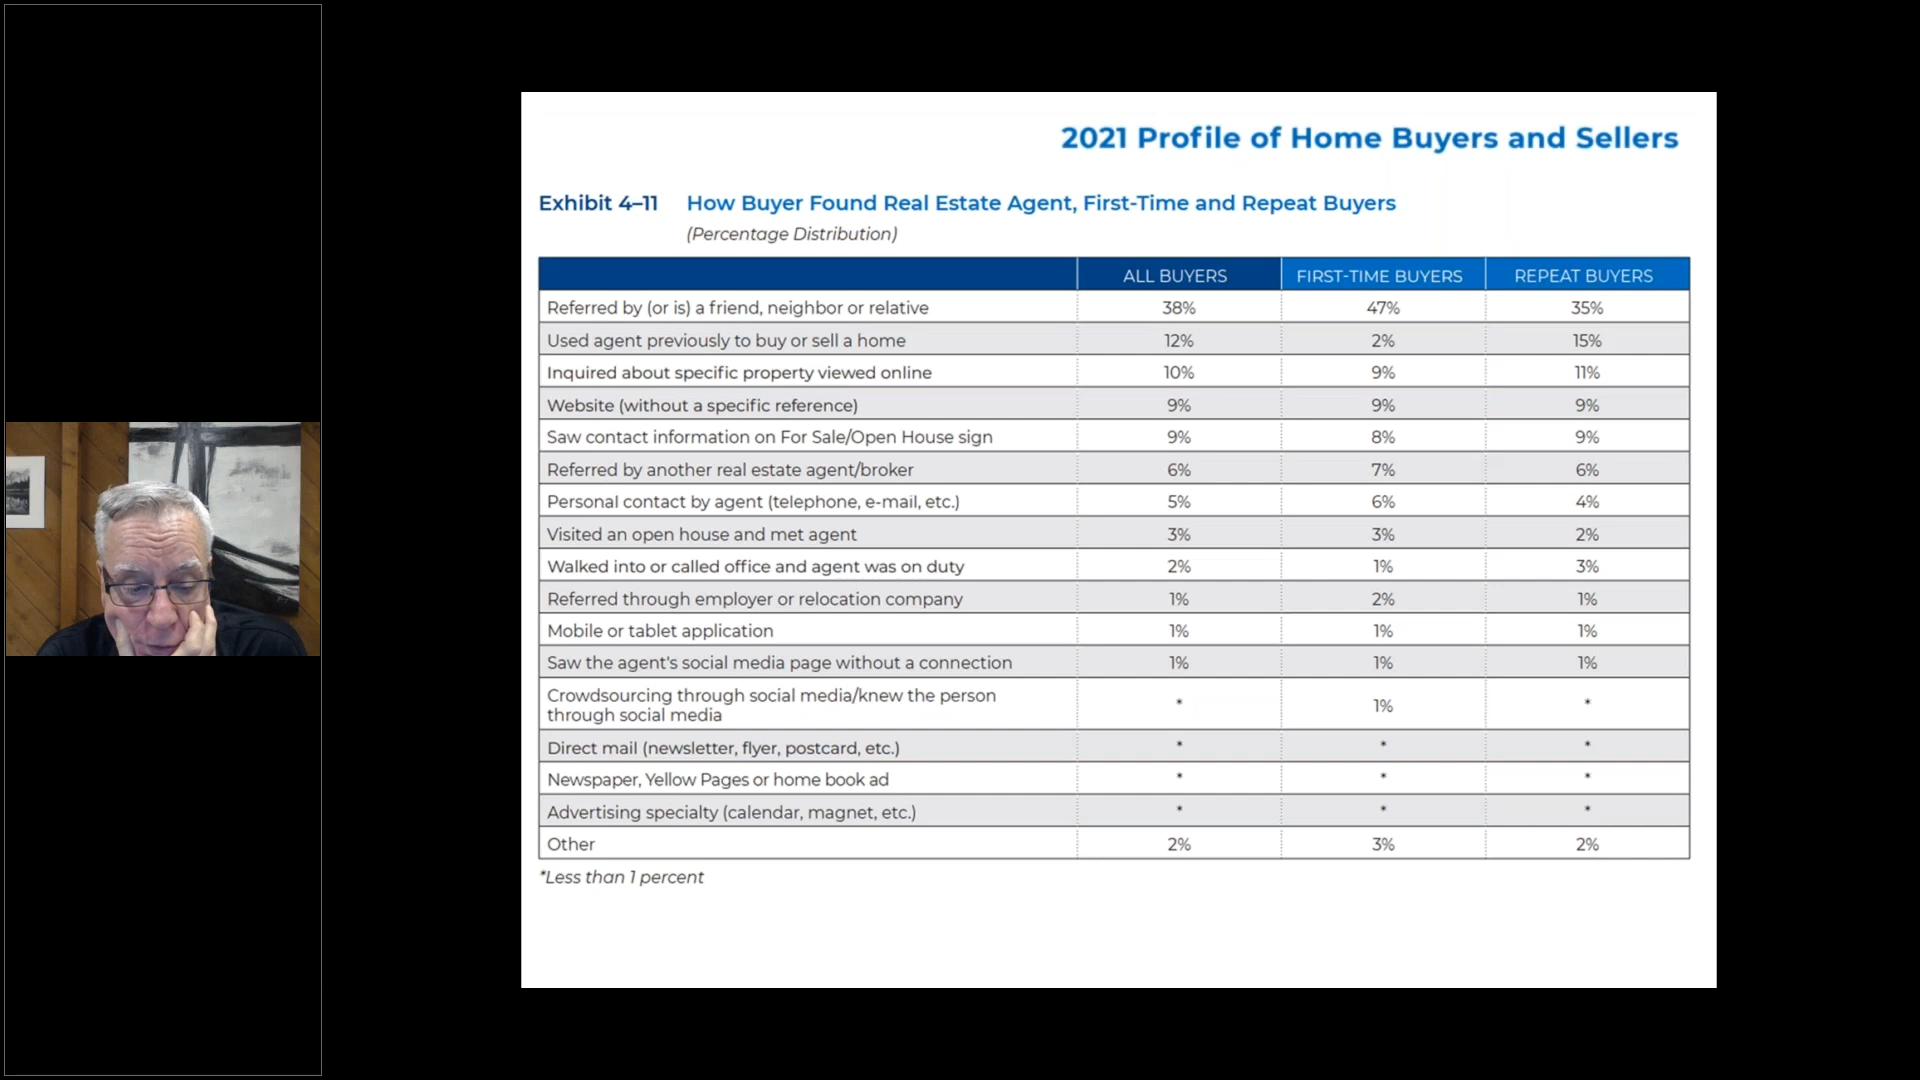 2021 Profile of Home Buyers and Sellers
Exhibit 4–11 How Buyer Found Real Estate Agent, First-Time and Repeat Buyers
(Percentage Distribution)
ALL BUYERS FIRST-TIME BUYERS REPEAT BUYERS
Referred by (or is) a friend, neighbor or relative 38% 47% 35%
Used agent previously to buy or sell a home 12% 2% 15%
Inquired about specific property viewed online 10% 9% 11%
Website (without a specific reference) 9% 9% 9%
Saw contact information on For Sale/Open House sign 9% 8% 9%
Referred by another real estate agent/broker 6% 7% 6%
Personal contact by agent (telephone, e-mail, etc.) 5% 6% 4%
Visited an open house and met agent 3% 3% 2%
Walked into or called office and agent was on duty 2% 1% 3%
Referred through employer or relocation company 1% 2% 1%
Mobile or tablet application 1% 1% 1%
Saw the agent's social media page without a connection 1% 1% 1%
Crowdsourcing through social media/knew the person
through social media * 1% *
Direct mail (newsletter, flyer, postcard, etc.) * * *
Newspaper, Yellow Pages or home book ad * * *
Advertising specialty (calendar, magnet, etc.) * * *
Other 2% 3% 2%
*Less than 1 percent